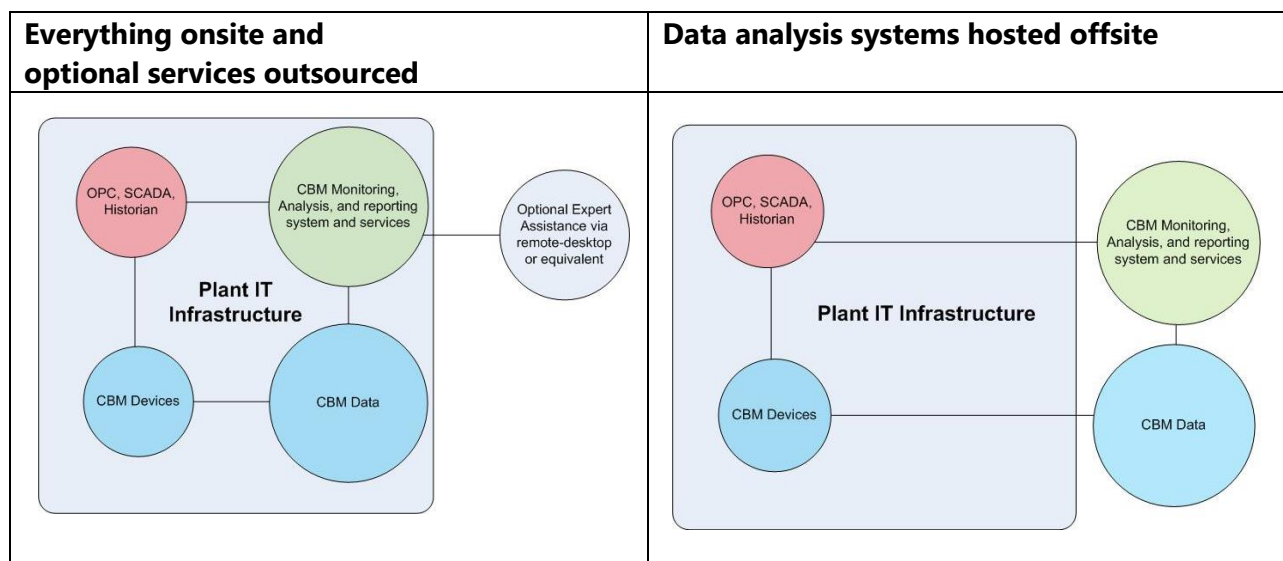 Everything onsite and
optional services outsourced
Data analysis systems hosted offsite
OPC, SCADA,
Historian
CBM Monitoring,
Analysis, and reporting
system and services
Optional Expert
Assistance via
remote-desktop
or equivalent
Plant IT
Infrastructure
CBM Devices
CBM Data
OPC, SCADA,
Historian
CBM Monitoring,
Analysis, and reporting
system and services
Plant IT Infrastructure
CBM Devices
CBM Data